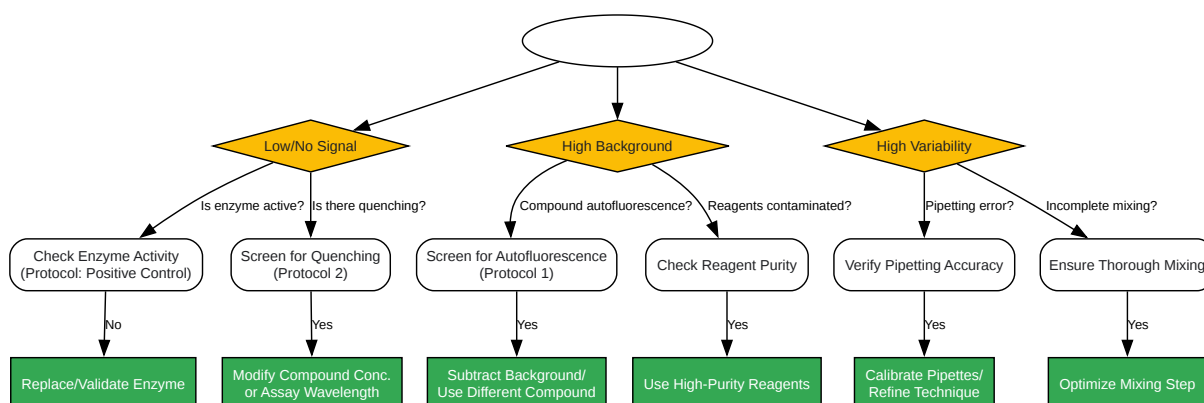 Low/No Signal
High Background
High Variability
Is enzyme active?
Is there quenching?
Compound autofluorescence?
Reagents contaminated?
Pipetting error?
Incomplete mixing?
Check Enzyme Activity
(Protocol: Positive Control)
Screen for Quenching
(Protocol 2)
Screen for Autofluorescence
(Protocol 1)
Check Reagent Purity
Verify Pipetting Accuracy
Ensure Thorough Mixing
No
Yes
Yes
Yes
Yes
Yes
Replace/Validate Enzyme
Modify Compound Conc.
or Assay Wavelength
Subtract Background/
Use Different Compound
Use High-Purity Reagents
Calibrate Pipettes/
Refine Technique
Optimize Mixing Step